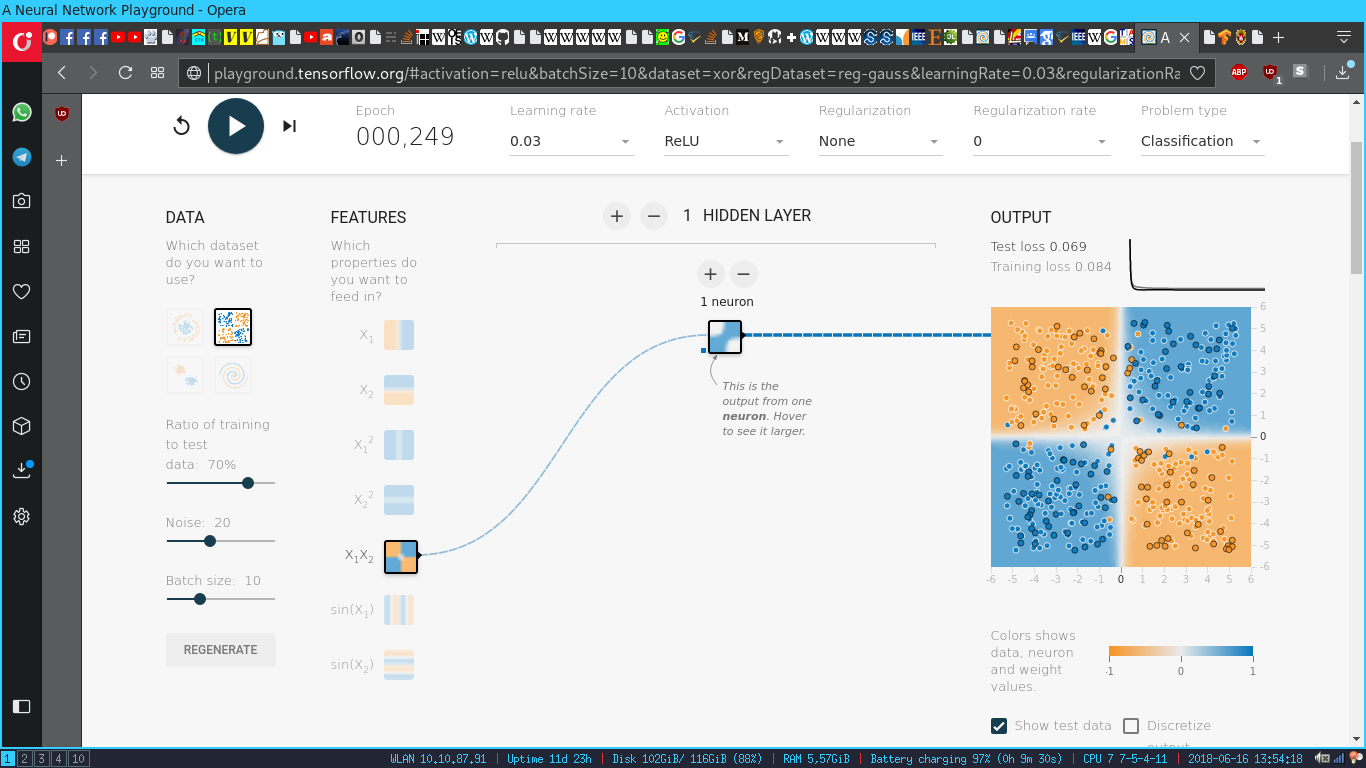 A Neural Network Playground - Opera
A
playground.tensorflow.org/#activation=relu&batchSize=10&dataset=xor&regDataset=reg-gauss&learningRate=0.03&regularizationRa
ABP
1
S
Epoch
000,249
Learning rate
0.03
Activation
ReLU
Regularization
None
Regularization rate
0
Problem type
Classification
DATA
Which dataset
do you want to
use?
Ratio of training
to test
data: 70%
Noise: 20
Batch size: 10
REGENERATE
FEATURES
Which
properties do
you want to
feed in?
X1
X2
X1²
X2²
X1X2
sin(X1)
sin(X2)
+ − 1 HIDDEN LAYER
+ −
1 neuron
This is the
output from one
neuron. Hover
to see it larger.
OUTPUT
Test loss 0.069
Training loss 0.084
6
5
4
3
2
1
0
-1
-2
-3
-4
-5
-6
-6 -5 -4 -3 -2 -1 0 1 2 3 4 5 6
Colors shows
data, neuron
and weight
values.
-1 0 1
Show test data
Discretize
output
1 2 3 4 10
WLAN 10.10.87.91 | Uptime 11d 23h | Disk 102GiB/ 116GiB (88%) | RAM 5,57GiB | Battery charging 97% (0h 9m 30s) | CPU 7 7-5-4-11 | 2018-06-16 13:54:18